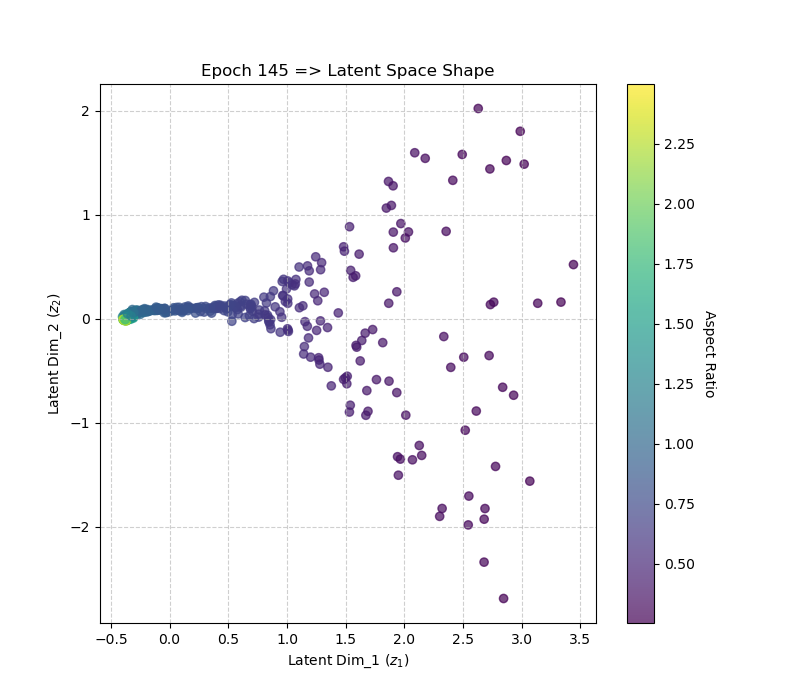 Epoch 145 => Latent Space Shape
2
1
0
−1
−2
Latent Dim_2 (z₂)
−0.5 0.0 0.5 1.0 1.5 2.0 2.5 3.0 3.5
Latent Dim_1 (z₁)
2.25
2.00
1.75
1.50
1.25
1.00
0.75
0.50
Aspect Ratio